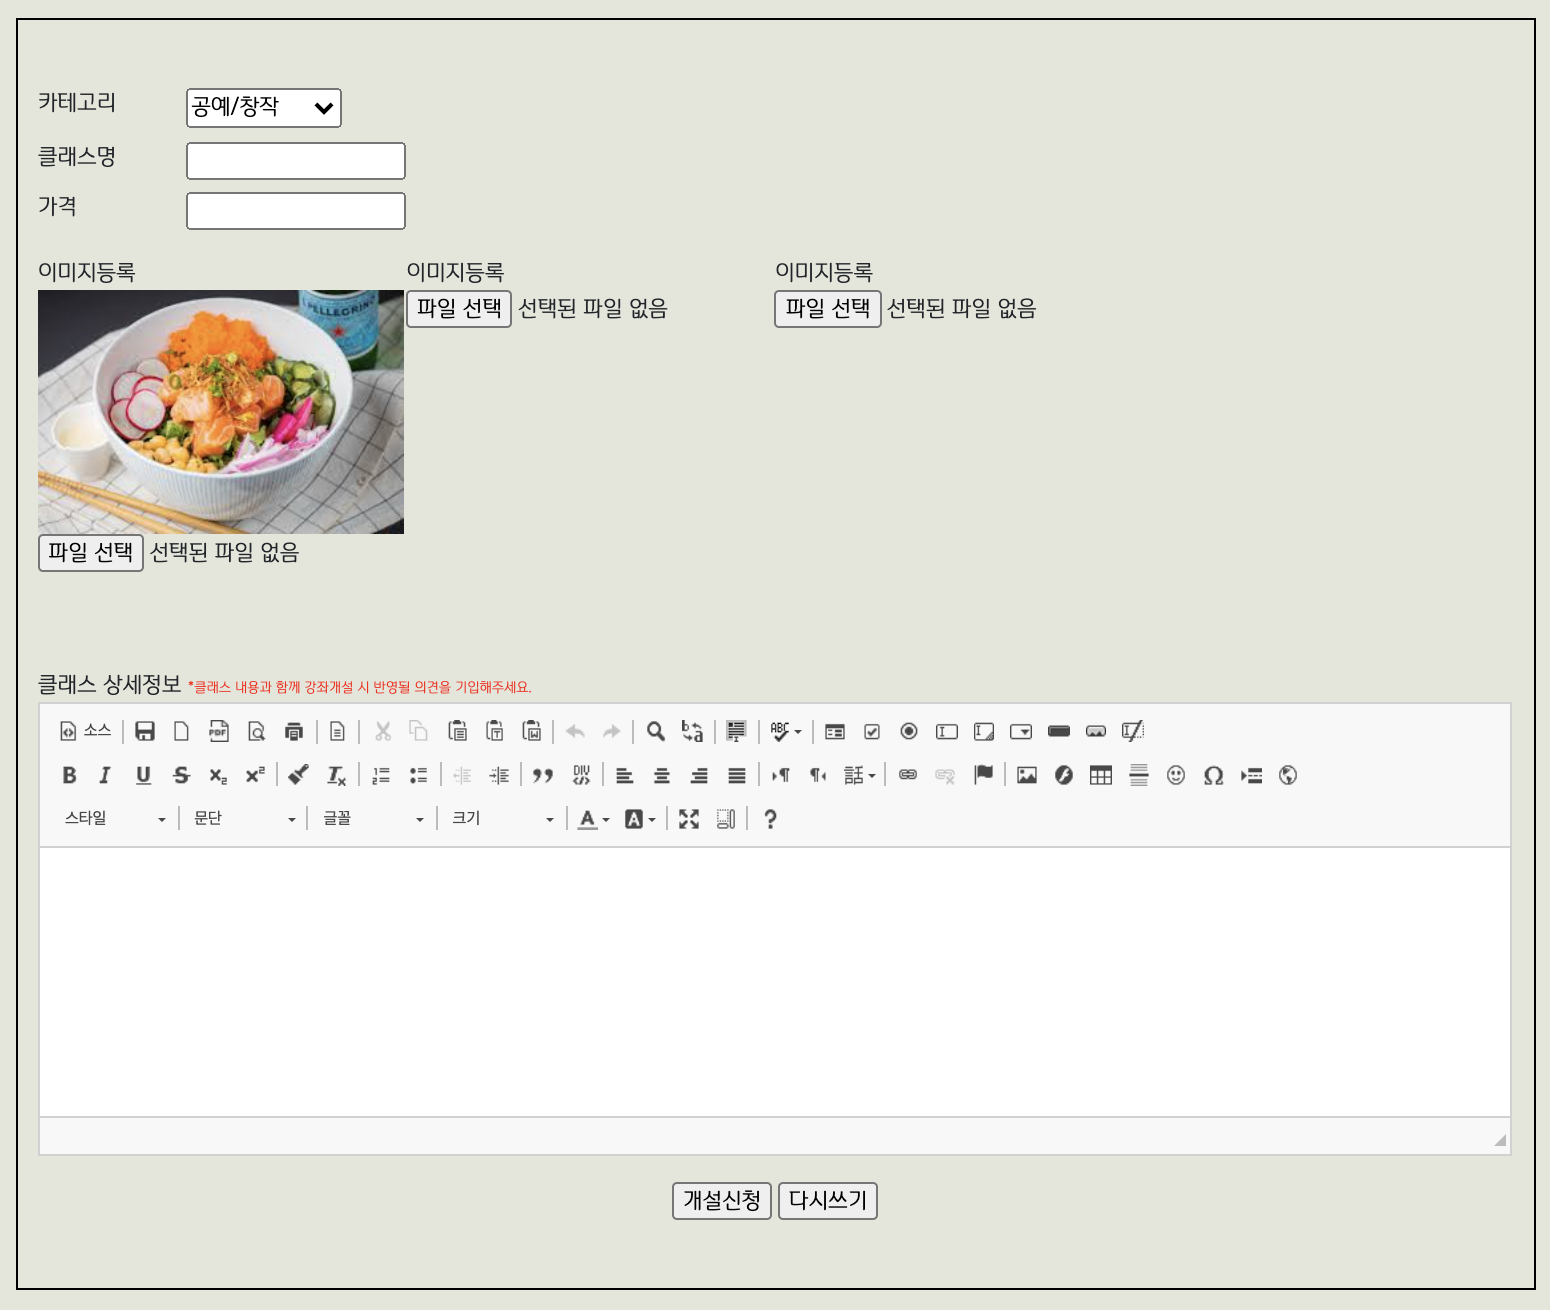 카테고리 공예/창작
클래스명
가격
이미지등록 이미지등록 이미지등록
PELLEGRINO
파일 선택 선택된 파일 없음 파일 선택 선택된 파일 없음
파일 선택 선택된 파일 없음
클래스 상세정보 *클래스 내용과 함께 강좌개설 시 반영될 의견을 기입해주세요.
소스
스타일 문단 글꼴 크기
개설신청 다시쓰기